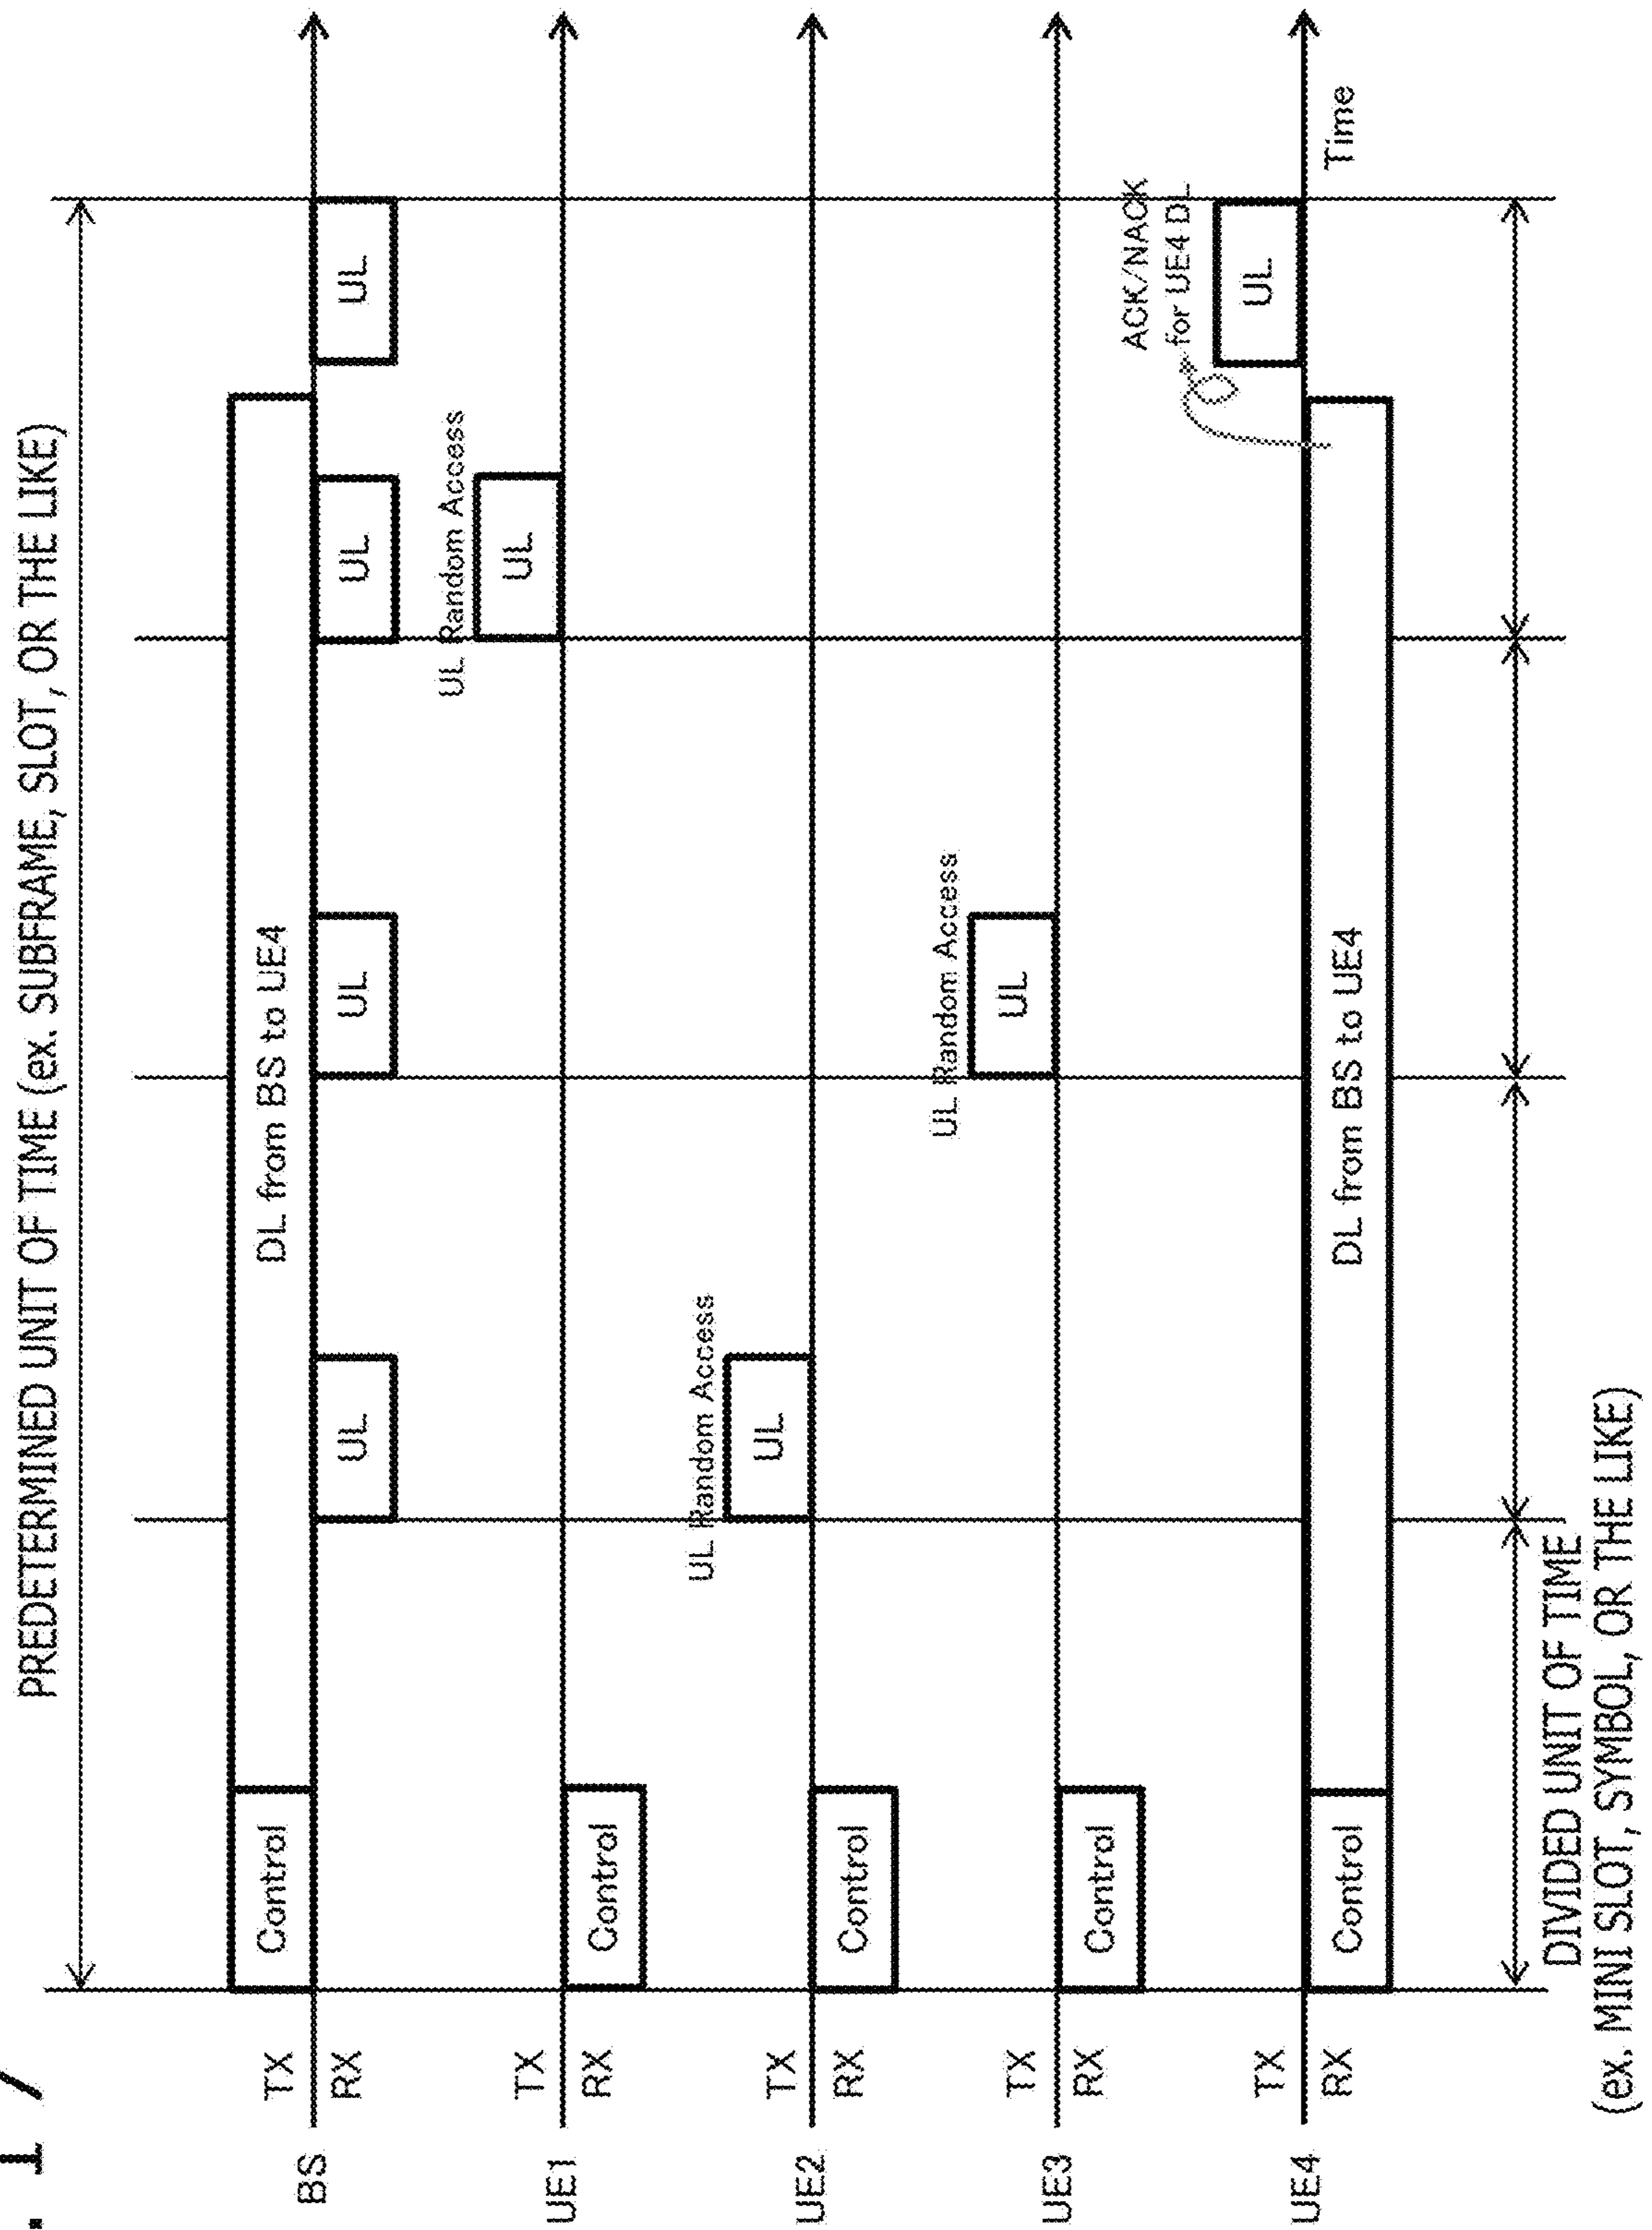 . 17
PREDETERMINED UNIT OF TIME (ex. SUBFRAME, SLOT, OR THE LIKE)
BS
TX
RX
Control
DL from BS to UE4
UL
UL
UL
UL
UE1
TX
RX
Control
UL Random Access
UL
UE2
TX
RX
Control
UL Random Access
UL
UE3
TX
RX
Control
UL Random Access
UL
UE4
TX
RX
Control
DL from BS to UE4
ACK/NACK
for UE4 DL
UL
Time
DIVIDED UNIT OF TIME
(ex. MINI SLOT, SYMBOL, OR THE LIKE)